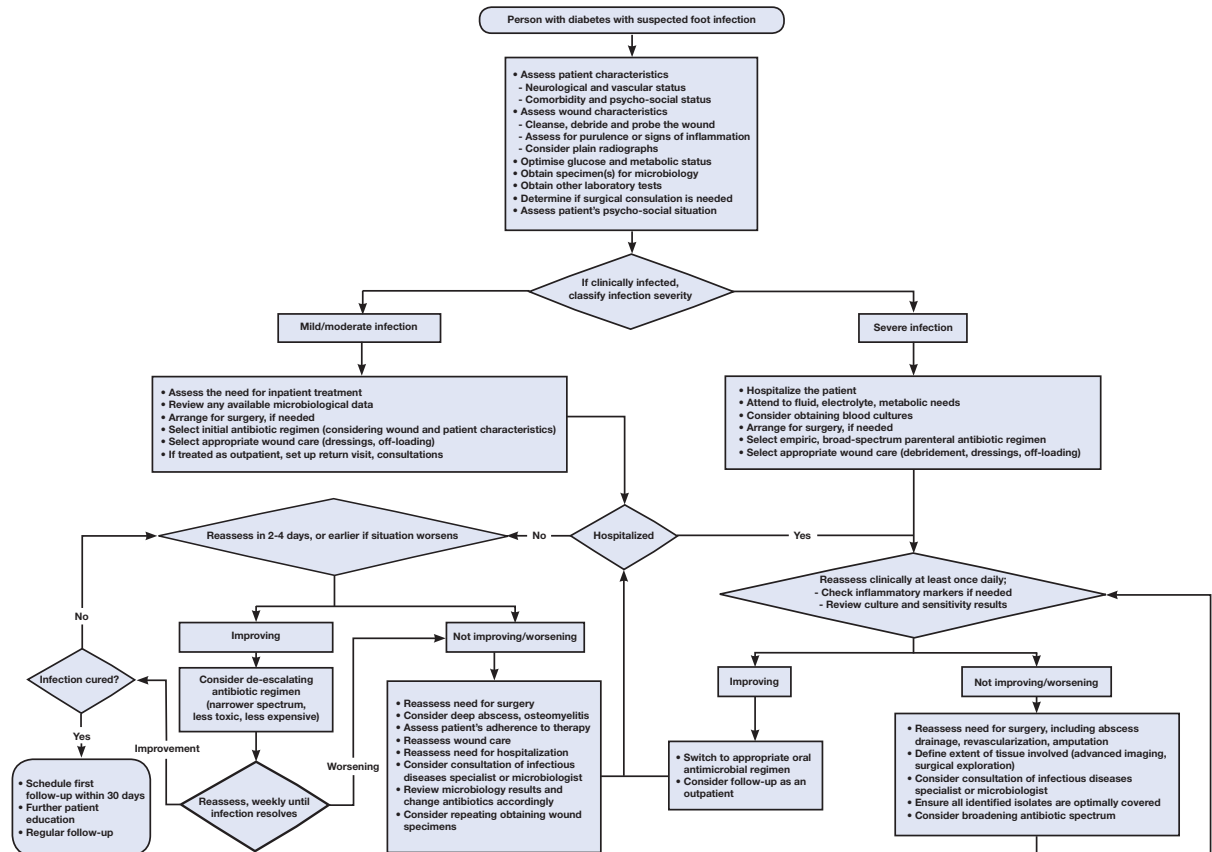 Person with diabetes with suspected foot infection
• Assess patient characteristics
- Neurological and vascular status
- Comorbidity and psycho-social status
• Assess wound characteristics
- Cleanse, debride and probe the wound
- Assess for purulence or signs of inflammation
- Consider plain radiographs
• Optimise glucose and metabolic status
• Obtain specimen(s) for microbiology
• Obtain other laboratory tests
• Determine if surgical consulation is needed
• Assess patient's psycho-social situation
If clinically infected,
classify infection severity
Mild/moderate infection
Severe infection
• Assess the need for inpatient treatment
• Review any available microbiological data
• Arrange for surgery, if needed
• Select initial antibiotic regimen (considering wound and patient characteristics)
• Select appropriate wound care (dressings, off-loading)
• If treated as outpatient, set up return visit, consultations
• Hospitalize the patient
• Attend to fluid, electrolyte, metabolic needs
• Consider obtaining blood cultures
• Arrange for surgery, if needed
• Select empiric, broad-spectrum parenteral antibiotic regimen
• Select appropriate wound care (debridement, dressings, off-loading)
Reassess in 2-4 days, or earlier if situation worsens
No
Hospitalized
Yes
Reassess clinically at least once daily;
- Check inflammatory markers if needed
- Review culture and sensitivity results
No
Improving
Not improving/worsening
Infection cured?
Consider de-escalating
antibiotic regimen
(narrower spectrum,
less toxic, less expensive)
Improving
Not improving/worsening
Yes
Improvement
Worsening
• Reassess need for surgery
• Consider deep abscess, osteomyelitis
• Assess patient's adherence to therapy
• Reassess wound care
• Reassess need for hospitalization
• Consider consultation of infectious
diseases specialist or microbiologist
• Review microbiology results and
change antibiotics accordingly
• Consider repeating obtaining wound
specimens
• Switch to appropriate oral
antimicrobial regimen
• Consider follow-up as an
outpatient
• Reassess need for surgery, including abscess
drainage, revascularization, amputation
• Define extent of tissue involved (advanced imaging,
surgical exploration)
• Consider consultation of infectious diseases
specialist or microbiologist
• Ensure all identified isolates are optimally covered
• Consider broadening antibiotic spectrum
• Schedule first
follow-up within 30 days
• Further patient
education
• Regular follow-up
Reassess, weekly until
infection resolves